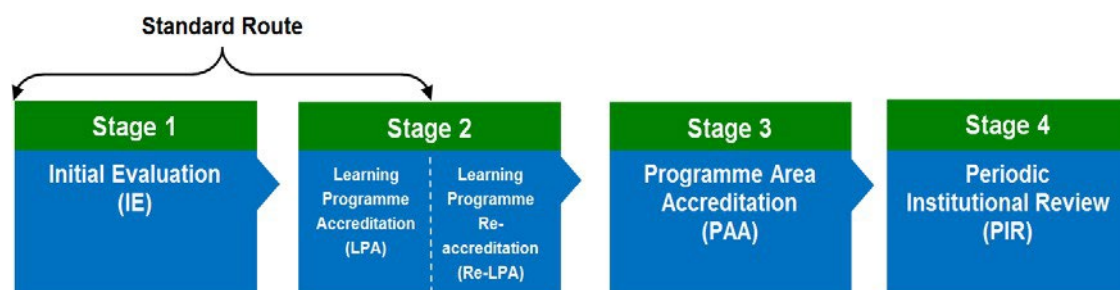 Standard Route
Stage 1
Initial Evaluation
(IE)
Stage 2
Learning
Programme
Accreditation
(LPA)
Learning
Programme
Re-
accreditation
(Re-LPA)
Stage 3
Programme Area
Accreditation
(PAA)
Stage 4
Periodic
Institutional Review
(PIR)